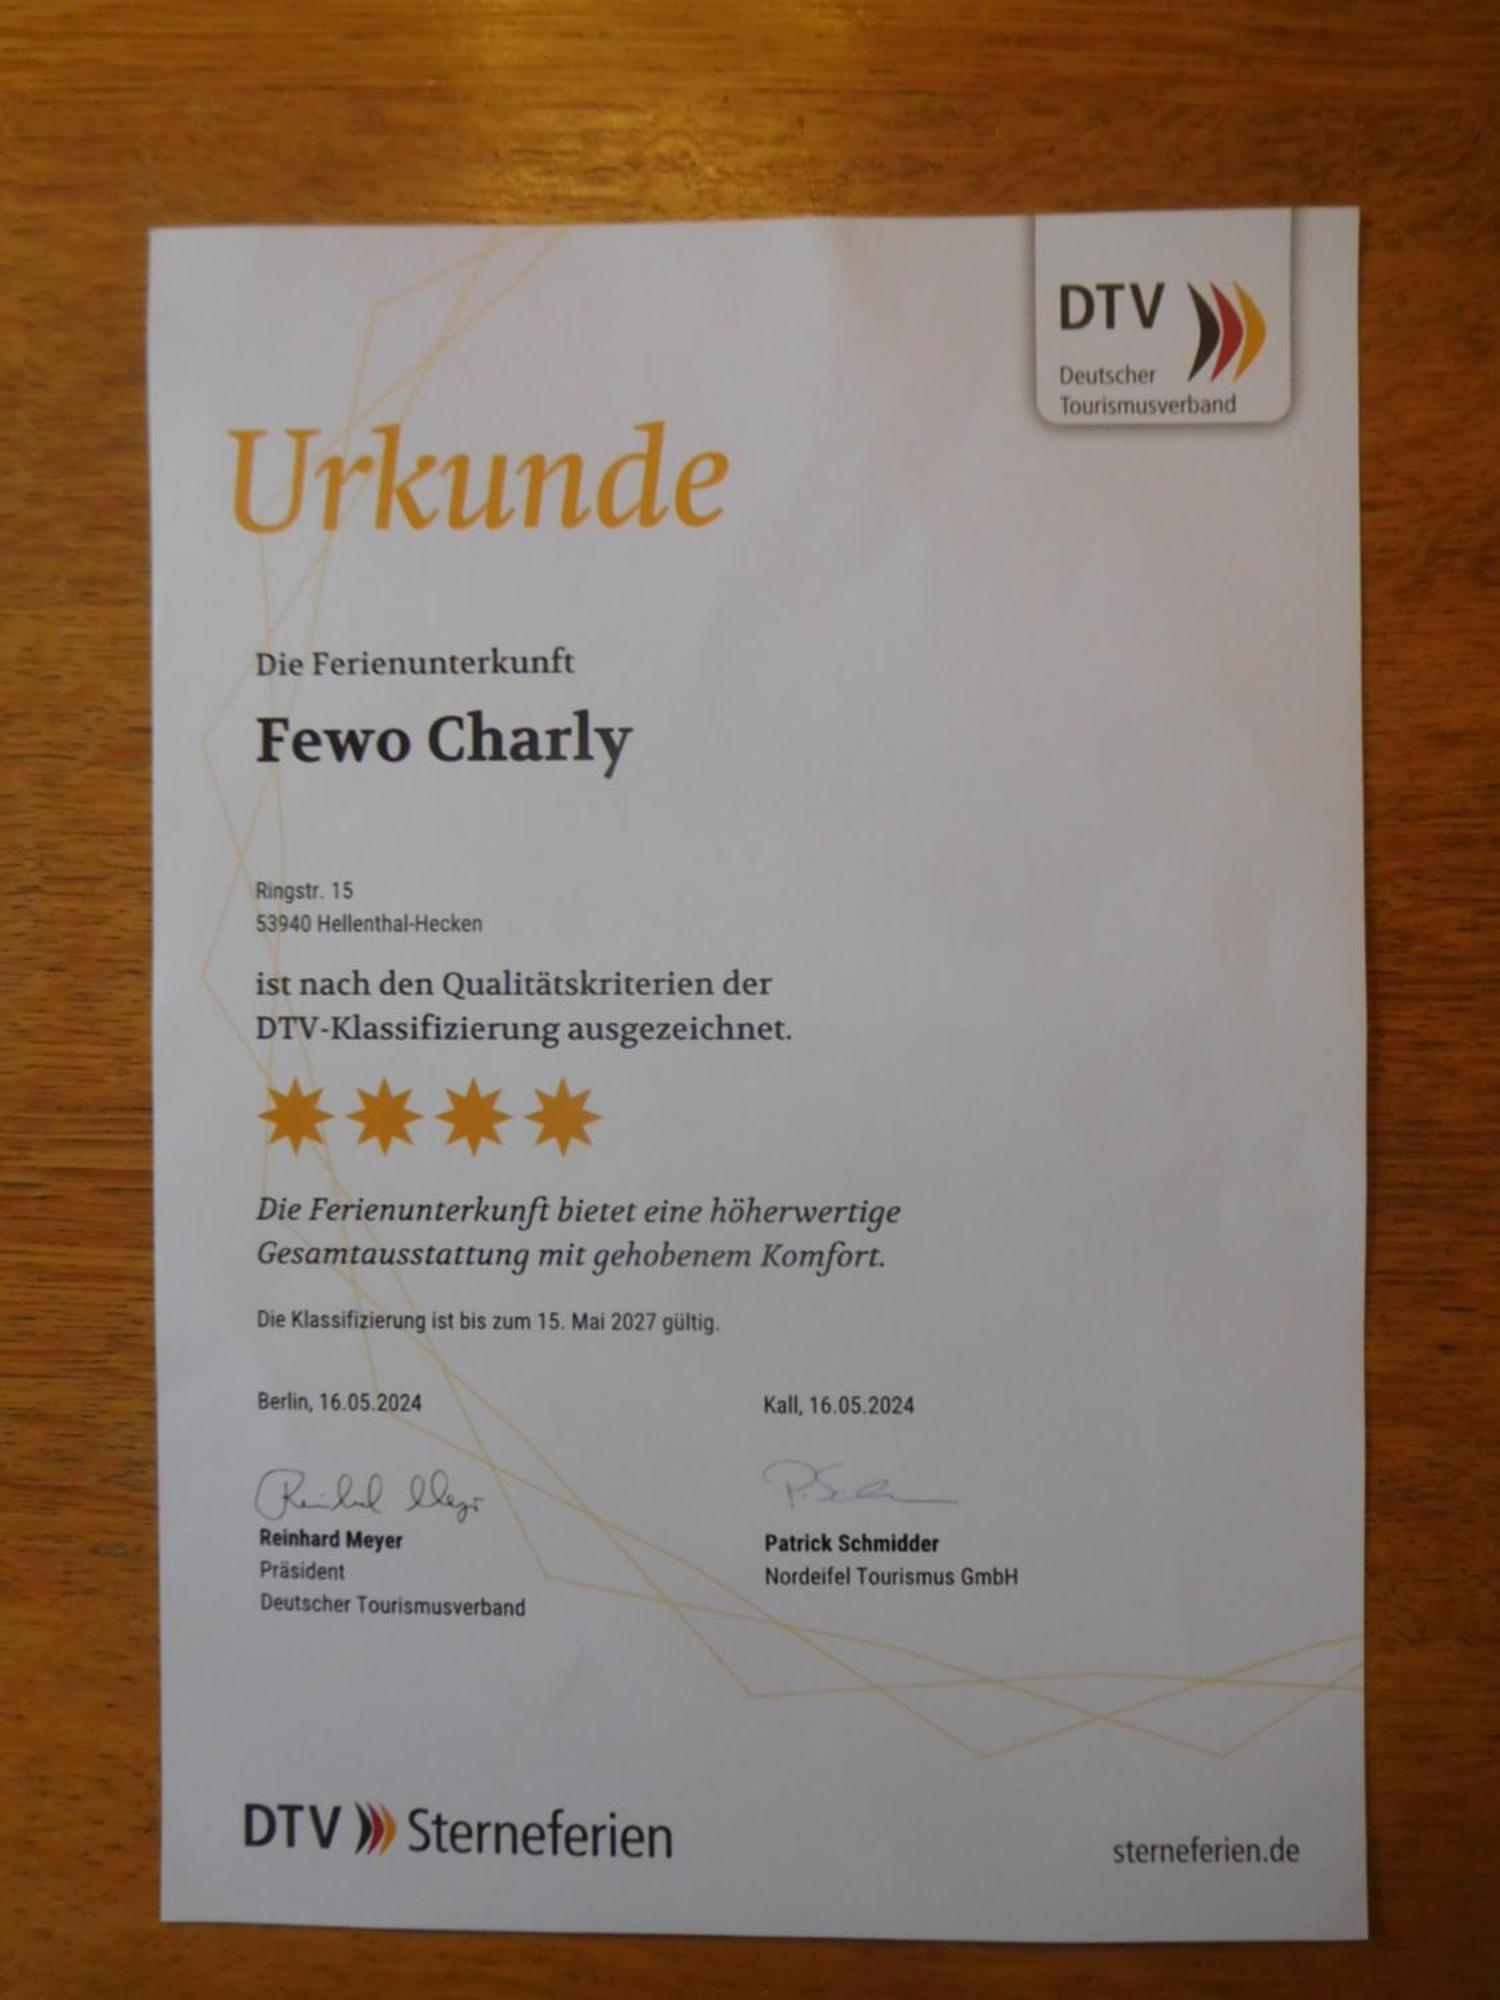 DTV
Deutscher
Tourismusverband
Urkunde
Die Ferienunterkunft
Fewo Charly
Ringstr. 15
53940 Hellenthal-Hecken
ist nach den Qualitätskriterien der
DTV-Klassifizierung ausgezeichnet.
Die Ferienunterkunft bietet eine höherwertige
Gesamtausstattung mit gehobenem Komfort.
Die Klassifizierung ist bis zum 15. Mai 2027 gültig.
Berlin, 16.05.2024
Reinhard Meyer
Reinhard Meyer
Präsident
Deutscher Tourismusverband
Kall, 16.05.2024
Patrick Schmidder
Nordeifel Tourismus GmbH
DTV Sterneferien
sterneferien.de